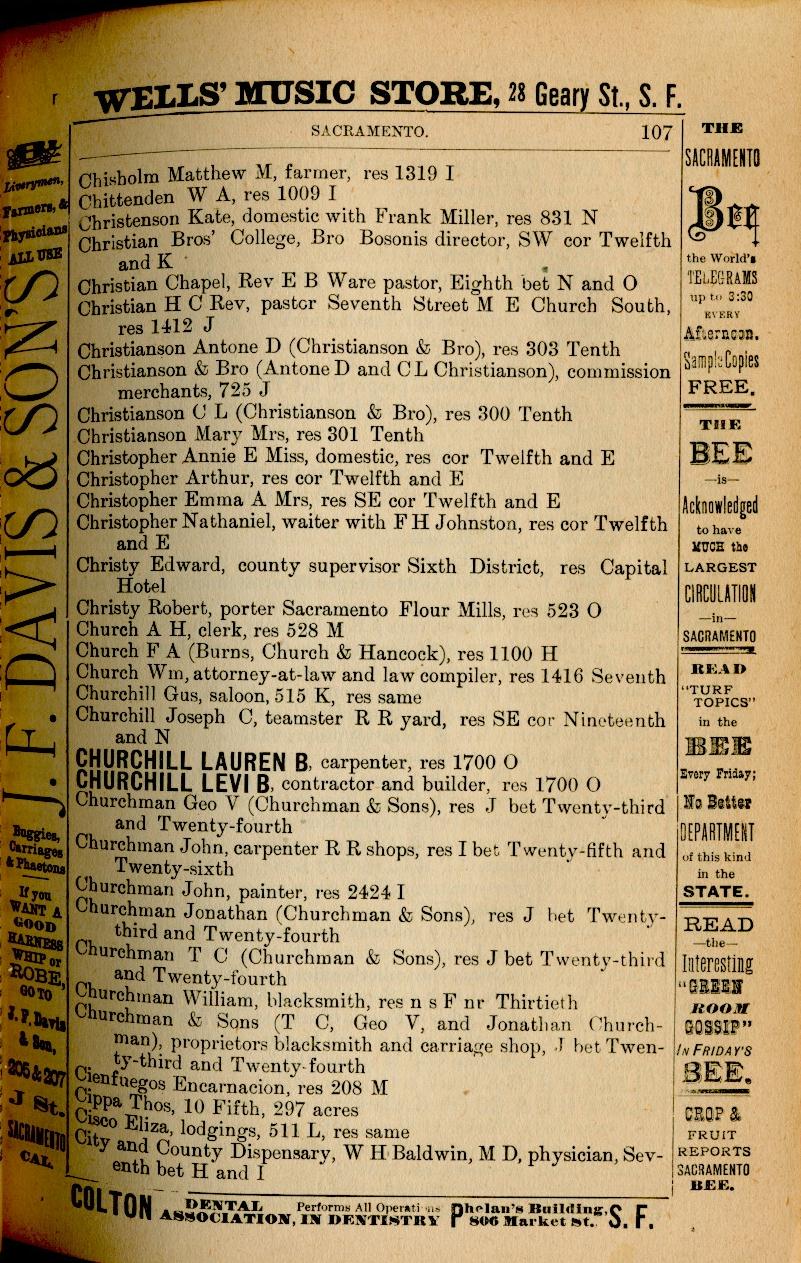 WELLS' MUSIC STORE, 28 Geary St., S. F.
SACRAMENTO. 107
Chisholm Matthew M, farmer, res 1319 I
Chittenden W A, res 1009 I
Christenson Kate, domestic with Frank Miller, res 831 N
Christian Bros' College, Bro Bosonis director, SW cor Twelfth
and K
Christian Chapel, Rev E B Ware pastor, Eighth bet N and O
Christian H C Rev, pastor Seventh Street M E Church South,
res 1412 J
Christianson Antone D (Christianson & Bro), res 303 Tenth
Christianson & Bro (Antone D and C L Christianson), commission
merchants, 725 J
Christianson C L (Christianson & Bro), res 300 Tenth
Christianson Mary Mrs, res 301 Tenth
Christopher Annie E Miss, domestic, res cor Twelfth and E
Christopher Arthur, res cor Twelfth and E
Christopher Emma A Mrs, res SE cor Twelfth and E
Christopher Nathaniel, waiter with F H Johnston, res cor Twelfth
and E
Christy Edward, county supervisor Sixth District, res Capital
Hotel
Christy Robert, porter Sacramento Flour Mills, res 523 O
Church A H, clerk, res 528 M
Church F A (Burns, Church & Hancock), res 1100 H
Church Wm, attorney-at-law and law compiler, res 1416 Seventh
Churchill Gus, saloon, 515 K, res same
Churchill Joseph C, teamster R R yard, res SE cor Nineteenth
and N
CHURCHILL LAUREN B, carpenter, res 1700 O
CHURCHILL LEVI B, contractor and builder, res 1700 O
Churchman Geo V (Churchman & Sons), res J bet Twenty-third
and Twenty-fourth
Churchman John, carpenter R R shops, res I bet Twenty-fifth and
Twenty-sixth
Churchman John, painter, res 2424 I
Churchman Jonathan (Churchman & Sons), res J bet Twenty-
third and Twenty-fourth
Churchman T C (Churchman & Sons), res J bet Twenty-third
and Twenty-fourth
Churchman William, blacksmith, res n s F nr Thirtieth
Churchman & Sons (T C, Geo V, and Jonathan Church-
man), proprietors blacksmith and carriage shop, J bet Twen-
ty-third and Twenty-fourth
Cienfuegos Encarnacion, res 208 M
Cippa Thos, 10 Fifth, 297 acres
Cisco Eliza, lodgings, 511 L, res same
City and County Dispensary, W H Baldwin, M D, physician, Sev-
enth bet H and I
Liverymen,
Farmers, &
Physicians
ALL USE
J. F. DAVIS & SON'S
Buggies,
Carriages
& Phaetons
If you
WANT A
GOOD
HARNESS
WHIP or
ROBE,
GO TO
J. F. Davis
& Son,
205 & 207
J St.
SACRAMENTO
CAL.
THE
SACRAMENTO
Bee
the World's
TELEGRAMS
up to 3:30
EVERY
Afternoon.
Sample Copies
FREE.
THE
BEE
—is—
Acknowledged
to have
MUCH the
LARGEST
CIRCULATION
—in—
SACRAMENTO
READ
"TURF
TOPICS"
in the
BEE
Every Friday;
No Better
DEPARTMENT
of this kind
in the
STATE.
READ
—the—
Interesting
"GREEN
ROOM
GOSSIP"
IN FRIDAY'S
BEE.
CROP &
FRUIT
REPORTS
SACRAMENTO
BEE.
COLTON DENTAL ASSOCIATION, Performs All Operations IN DENTISTRY Phelan's Building, 806 Market St. S. F.